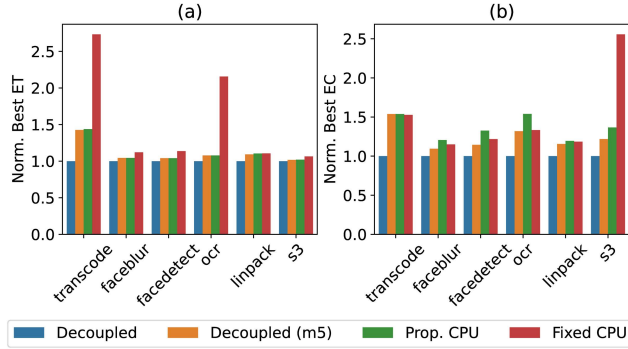 (a)
Norm. Best ET
2.5
2.0
1.5
1.0
0.5
0.0
transcode
faceblur
facedetect
ocr
linpack
s3
(b)
Norm. Best EC
2.5
2.0
1.5
1.0
0.5
0.0
transcode
faceblur
facedetect
ocr
linpack
s3
Decoupled
Decoupled (m5)
Prop. CPU
Fixed CPU